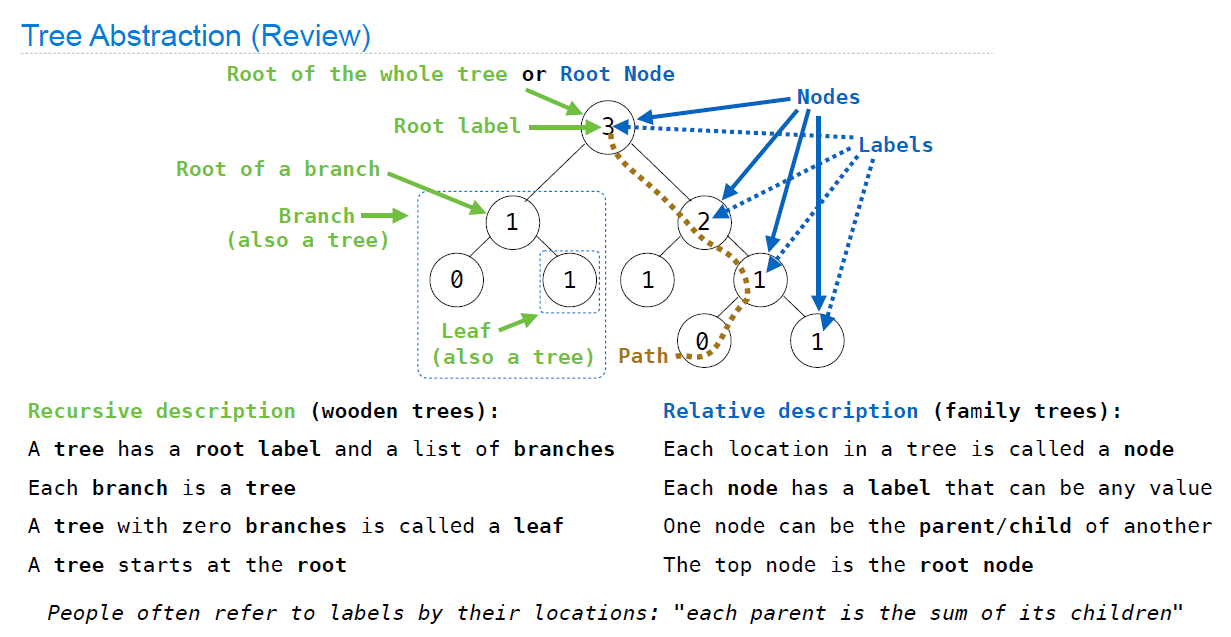 Tree Abstraction (Review)
Root of the whole tree or Root Node
Nodes
Root label
3
Labels
Root of a branch
Branch
(also a tree)
1
2
0
1
1
1
Leaf
(also a tree)
Path
0
1
Recursive description (wooden trees):
A tree has a root label and a list of branches
Each branch is a tree
A tree with zero branches is called a leaf
A tree starts at the root
Relative description (family trees):
Each location in a tree is called a node
Each node has a label that can be any value
One node can be the parent/child of another
The top node is the root node
People often refer to labels by their locations: "each parent is the sum of its children"